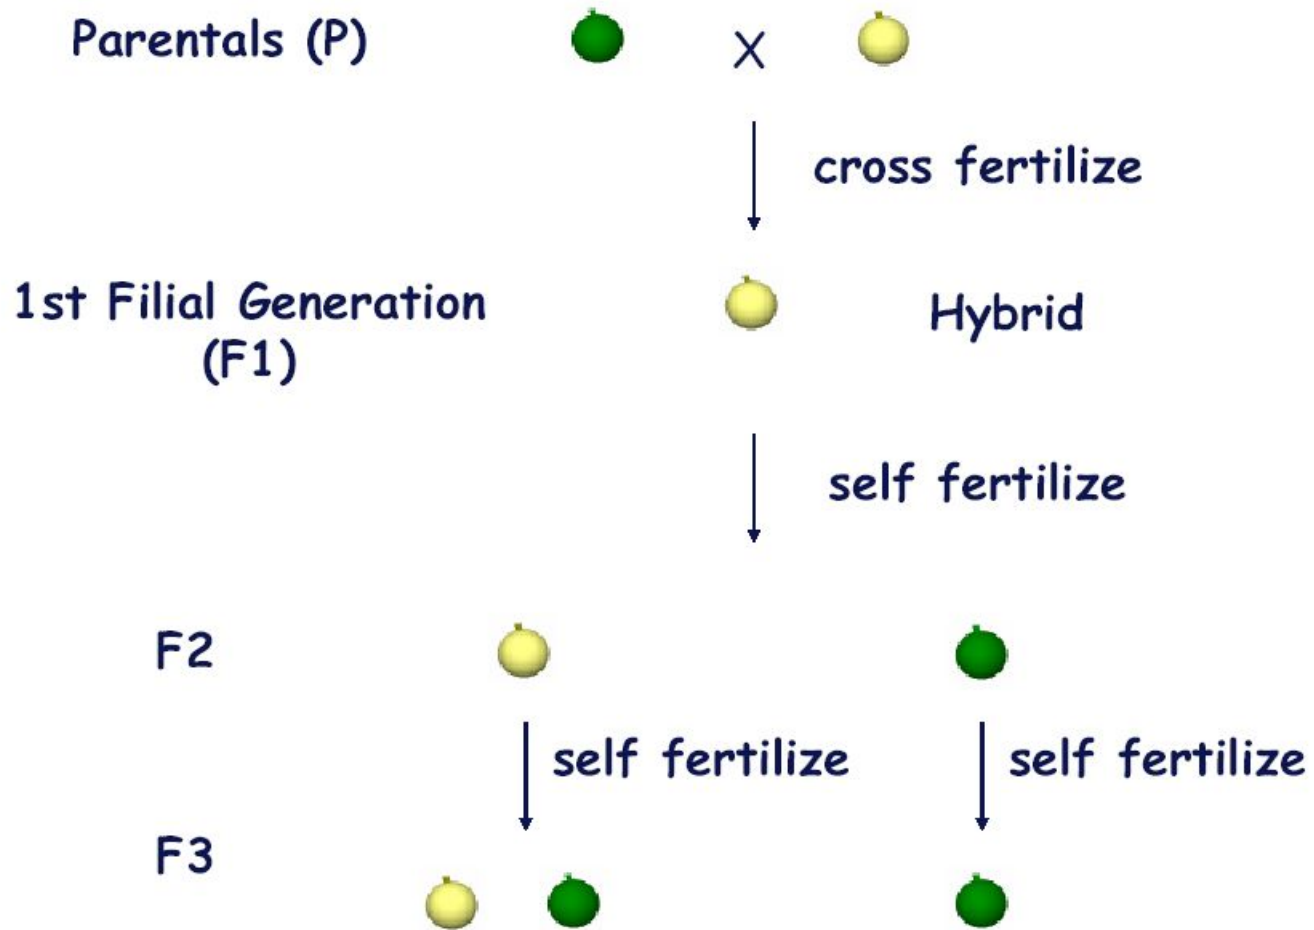 Parentals (P)
X
cross fertilize
1st Filial Generation
(F1)
Hybrid
self fertilize
F2
self fertilize
self fertilize
F3